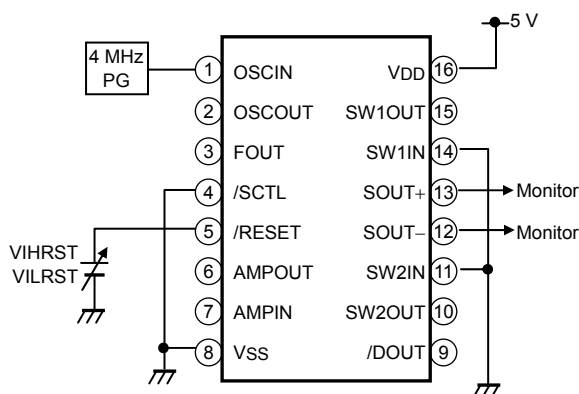 5 V
4 MHz
PG
1 OSCIN
VDD 16
2 OSCOUT
SW1OUT 15
3 FOUT
SW1IN 14
4 /SCTL
SOUT+ 13 Monitor
5 /RESET
SOUT− 12 Monitor
VIHRST
VILRST
6 AMPOUT
SW2IN 11
7 AMPIN
SW2OUT 10
8 VSS
/DOUT 9